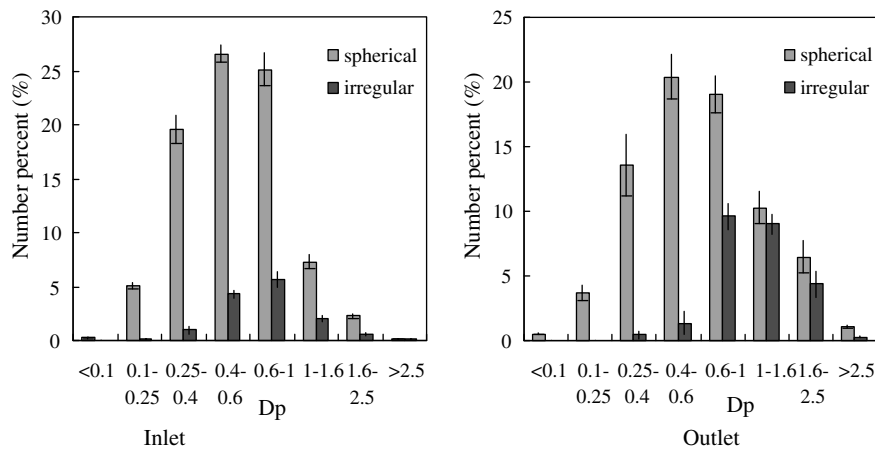 30
25
20
15
10
5
0
Number percent (%)
spherical
irregular
<0.1 0.1- 0.25- 0.4- 0.6-1 1-1.6 1.6- >2.5
0.25 0.4 0.6 2.5
Dp
Inlet
25
20
15
10
5
0
Number percent (%)
spherical
irregular
<0.1 0.1- 0.25- 0.4- 0.6-1 1-1.6 1.6- >2.5
0.25 0.4 0.6 2.5
Dp
Outlet